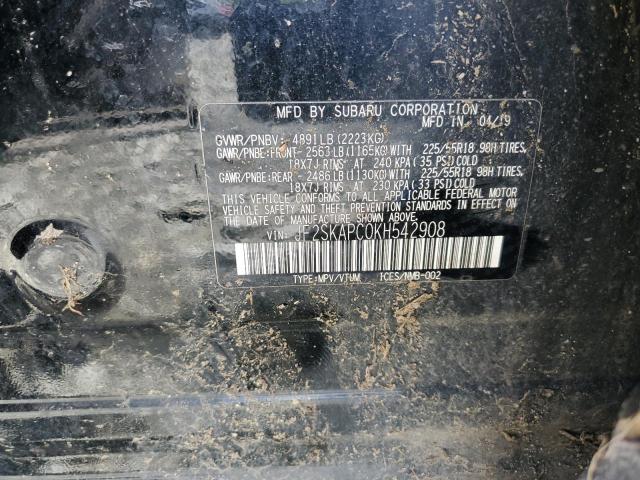 MFD BY SUBARU CORPORATION
MFD IN 04/19
GVWR/PNBV: 4891LB(2223KG)
GAWR/PNBE:FRONT- 2563LB(1165KG)WITH 225/55R18 98H TIRES,
18X7J RIMS AT 240 KPA(35 PSI)COLD
GAWR/PNBE:REAR - 2486LB(1130KG)WITH 225/55R18 98H TIRES,
18X7J RIMS AT 230 KPA(33 PSI)COLD
THIS VEHICLE CONFORMS TO ALL APPLICABLE FEDERAL MOTOR
VEHICLE SAFETY AND BUMPER STANDARDS IN EFFECT ON THE
DATE OF MANUFACTURE SHOWN ABOVE.
VIN: JF2SKAPC0KH542908
TYPE:MPV/VTUM ICES/NMB-002